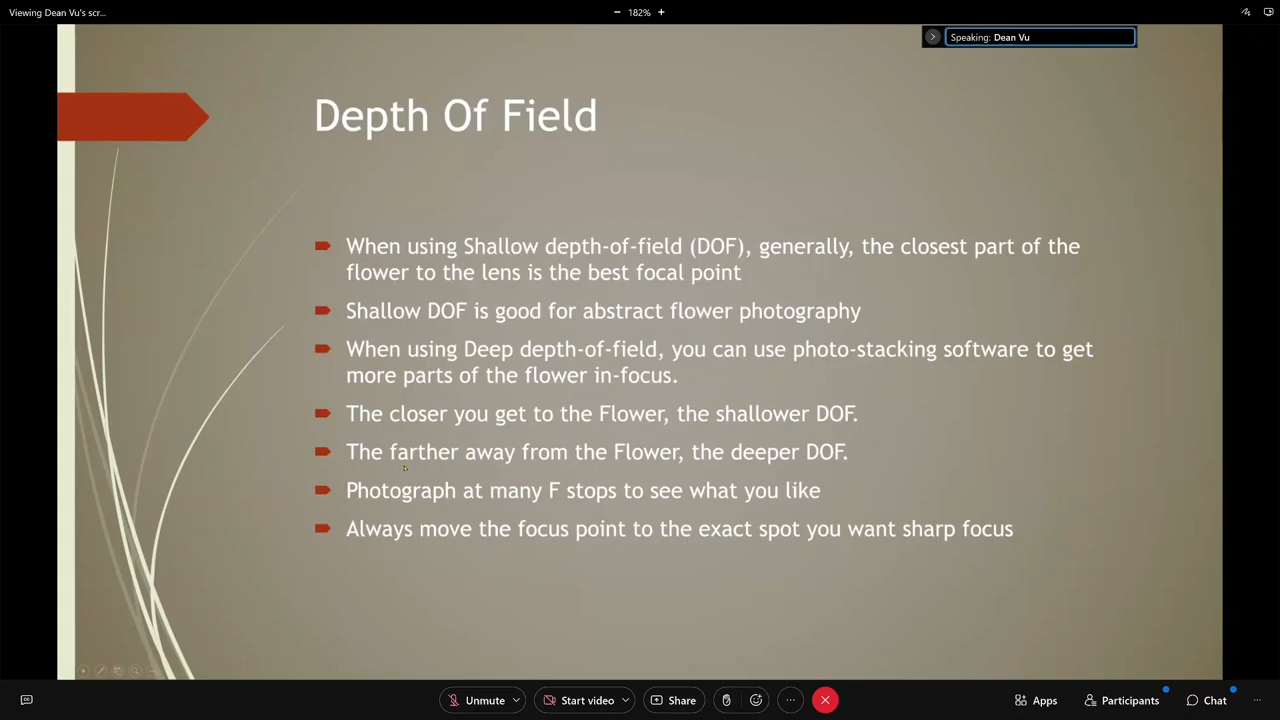 Viewing Dean Vu's scr...
182%
Speaking: Dean Vu
Depth Of Field
When using Shallow depth-of-field (DOF), generally, the closest part of the
flower to the lens is the best focal point
Shallow DOF is good for abstract flower photography
When using Deep depth-of-field, you can use photo-stacking software to get
more parts of the flower in-focus.
The closer you get to the Flower, the shallower DOF.
The farther away from the Flower, the deeper DOF.
Photograph at many F stops to see what you like
Always move the focus point to the exact spot you want sharp focus
Unmute
Start video
Share
Apps
Participants
Chat